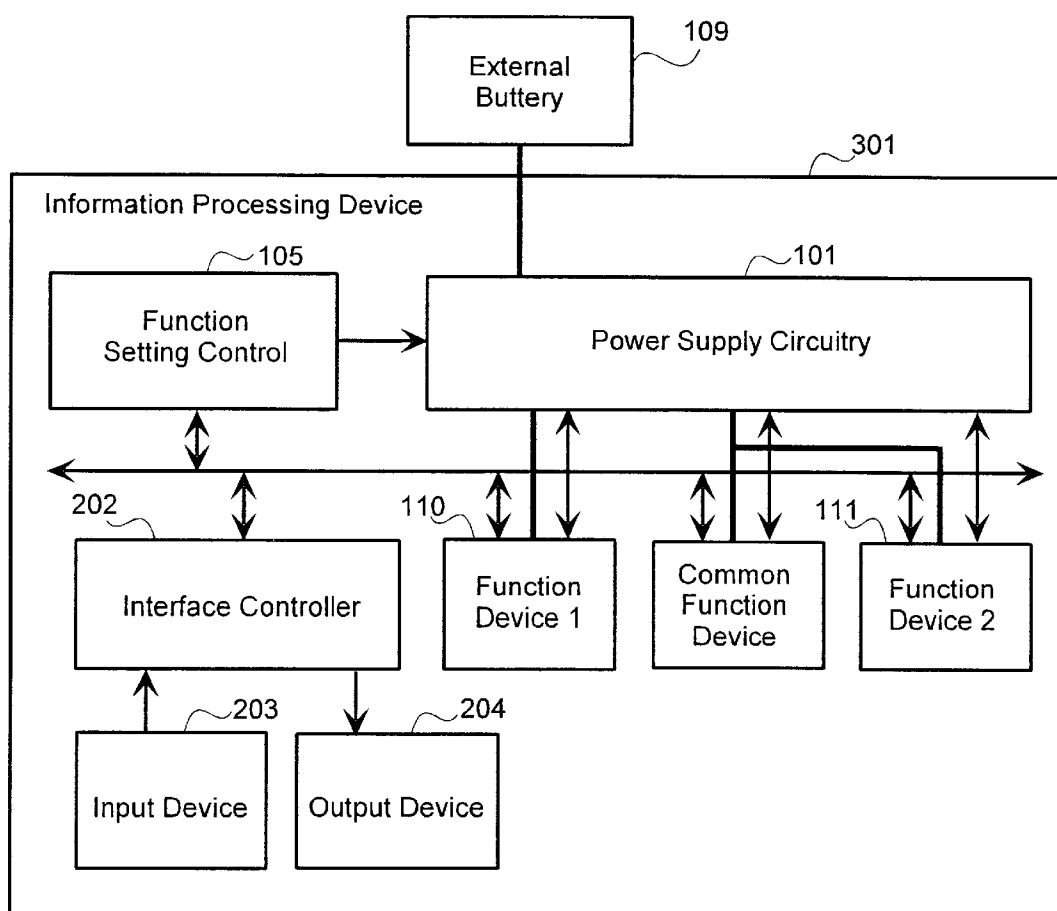 109
External
Buttery
301
Information Processing Device
105
101
Function
Setting Control
Power Supply Circuitry
202
110
111
Interface Controller
Function
Device 1
Common
Function
Device
Function
Device 2
203
204
Input Device
Output Device